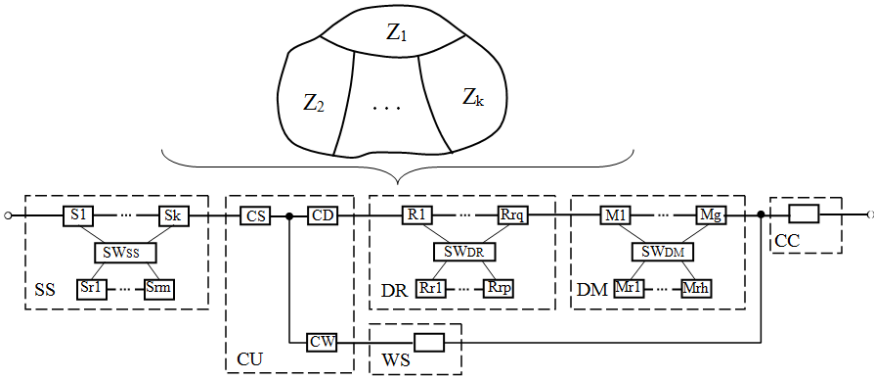 Z1
Z2 ... Zk
S1 ... Sk CS CD R1 ... Rrq M1 ... Mg
SWSS SWDR SWDM CC
Sr1 ... Srm Rr1 ... Rrp Mr1 ... Mrh
SS DR DM
CW
CU WS